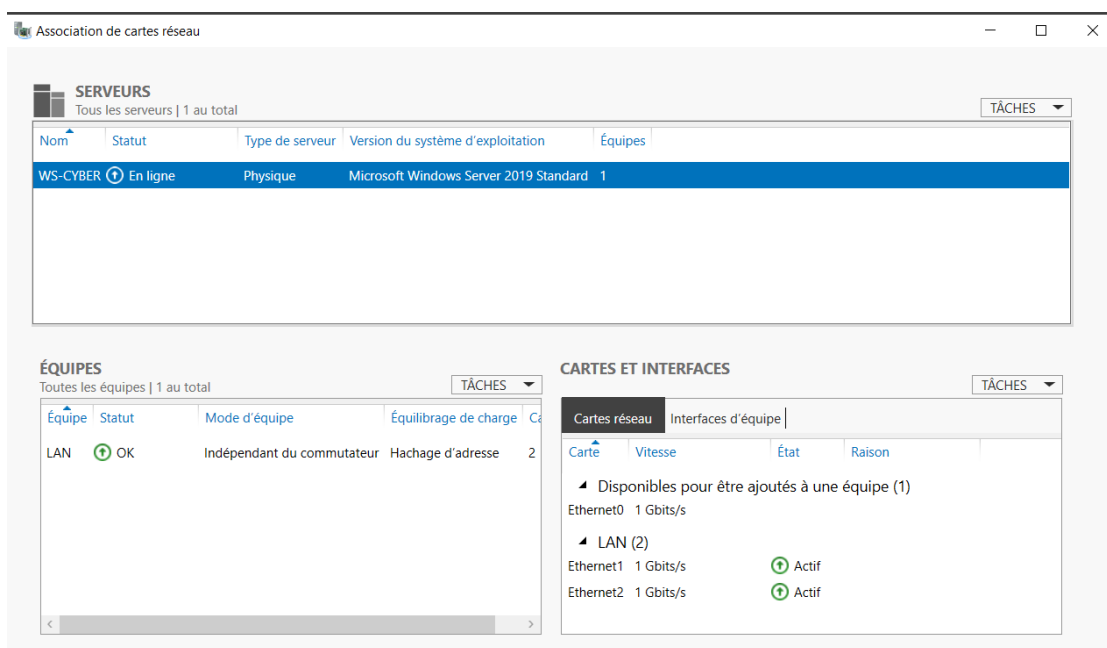 Association de cartes réseau
SERVEURS
Tous les serveurs | 1 au total
TÂCHES
Nom Statut Type de serveur Version du système d'exploitation Équipes
WS-CYBER En ligne Physique Microsoft Windows Server 2019 Standard 1
ÉQUIPES
Toutes les équipes | 1 au total
TÂCHES
Équipe Statut Mode d'équipe Équilibrage de charge Ca
LAN OK Indépendant du commutateur Hachage d'adresse 2
CARTES ET INTERFACES
TÂCHES
Cartes réseau Interfaces d'équipe
Carte Vitesse État Raison
Disponibles pour être ajoutés à une équipe (1)
Ethernet0 1 Gbits/s
LAN (2)
Ethernet1 1 Gbits/s Actif
Ethernet2 1 Gbits/s Actif